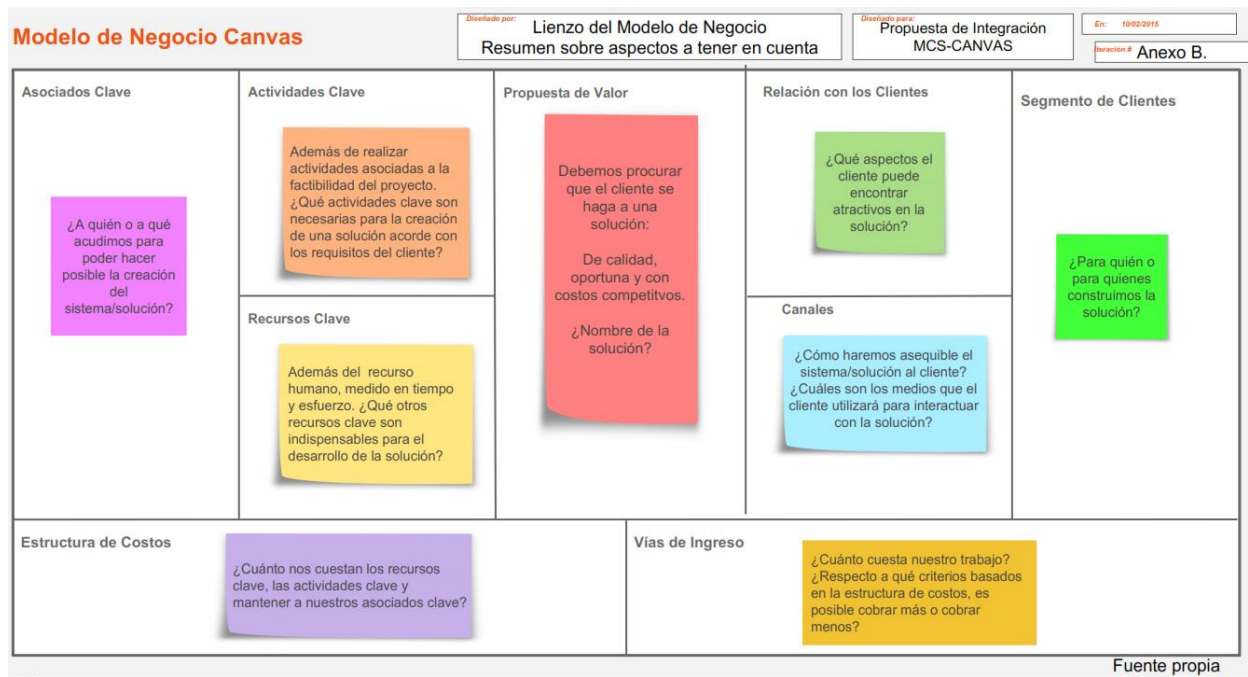 Modelo de Negocio Canvas
Diseñado por:
Lienzo del Modelo de Negocio
Resumen sobre aspectos a tener en cuenta
Diseñado para:
Propuesta de Integración
MCS-CANVAS
En: 10/02/2015
Iteración # Anexo B.
Asociados Clave
¿A quién o a qué
acudimos para
poder hacer
posible la creación
del
sistema/solución?
Actividades Clave
Además de realizar
actividades asociadas a la
factibilidad del proyecto.
¿Qué actividades clave son
necesarias para la creación
de una solución acorde con
los requisitos del cliente?
Recursos Clave
Además del recurso
humano, medido en tiempo
y esfuerzo. ¿Qué otros
recursos clave son
indispensables para el
desarrollo de la solución?
Propuesta de Valor
Debemos procurar
que el cliente se
haga a una
solución:
De calidad,
oportuna y con
costos competitvos.
¿Nombre de la
solución?
Relación con los Clientes
¿Qué aspectos el
cliente puede
encontrar
atractivos en la
solución?
Canales
¿Cómo haremos asequible el
sistema/solución al cliente?
¿Cuáles son los medios que el
cliente utilizará para interactuar
con la solución?
Segmento de Clientes
¿Para quién o
para quienes
construimos la
solución?
Estructura de Costos
¿Cuánto nos cuestan los recursos
clave, las actividades clave y
mantener a nuestros asociados clave?
Vías de Ingreso
¿Cuánto cuesta nuestro trabajo?
¿Respecto a qué criterios basados
en la estructura de costos, es
posible cobrar más o cobrar
menos?
Fuente propia